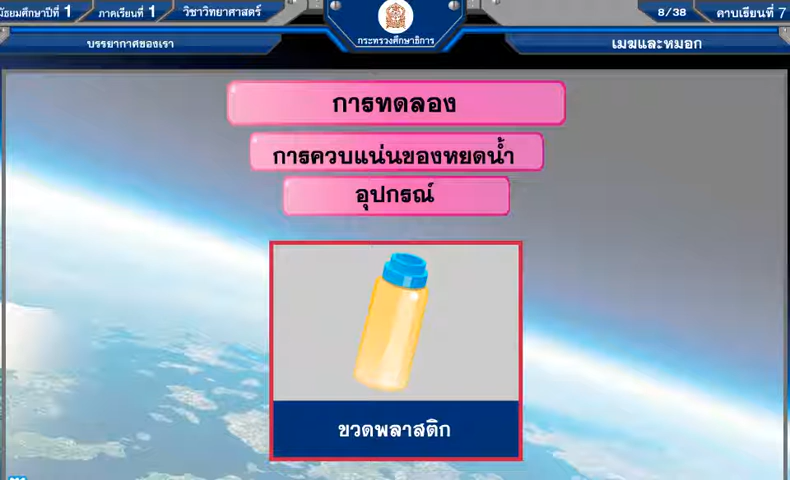 มัธยมศึกษาปีที่ 1 ภาคเรียนที่ 1 วิชาวิทยาศาสตร์ 8/38 คาบเรียนที่ 7
บรรยากาศของเรา กระทรวงศึกษาธิการ เมฆและหมอก
การทดลอง
การควบแน่นของหยดน้ำ
อุปกรณ์
ขวดพลาสติก